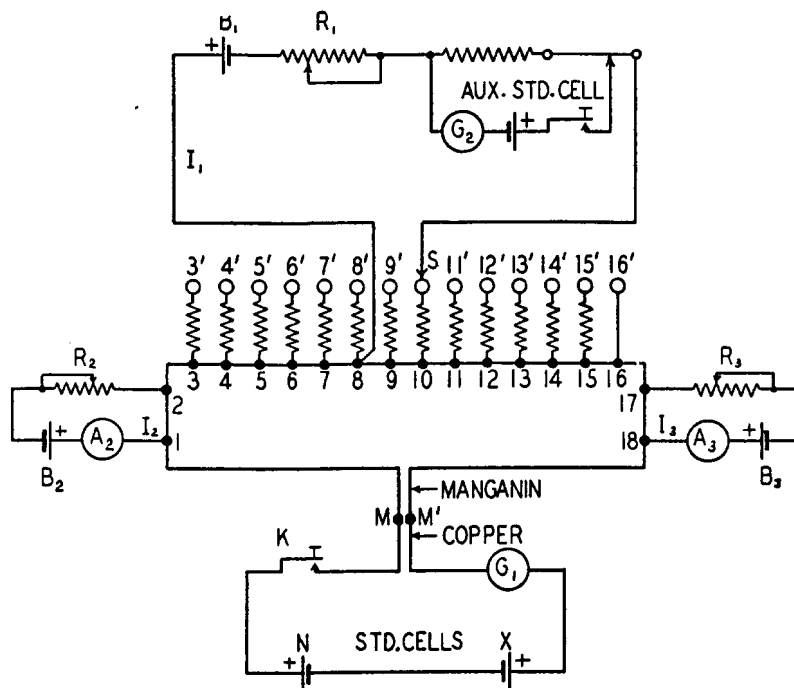 B₁ R₁
AUX. STD. CELL
G₂ +
I₁
3' 4' 5' 6' 7' 8' 9' S 11' 12' 13' 14' 15' 16'
3 4 5 6 7 8 9 10 11 12 13 14 15 16
R₂ 2 17 R₃
+ A₂ I₂ 1 18 I₃ A₃ +
B₂ B₃
MANGANIN
M M'
K COPPER
G₁
N STD. CELLS X
+ +